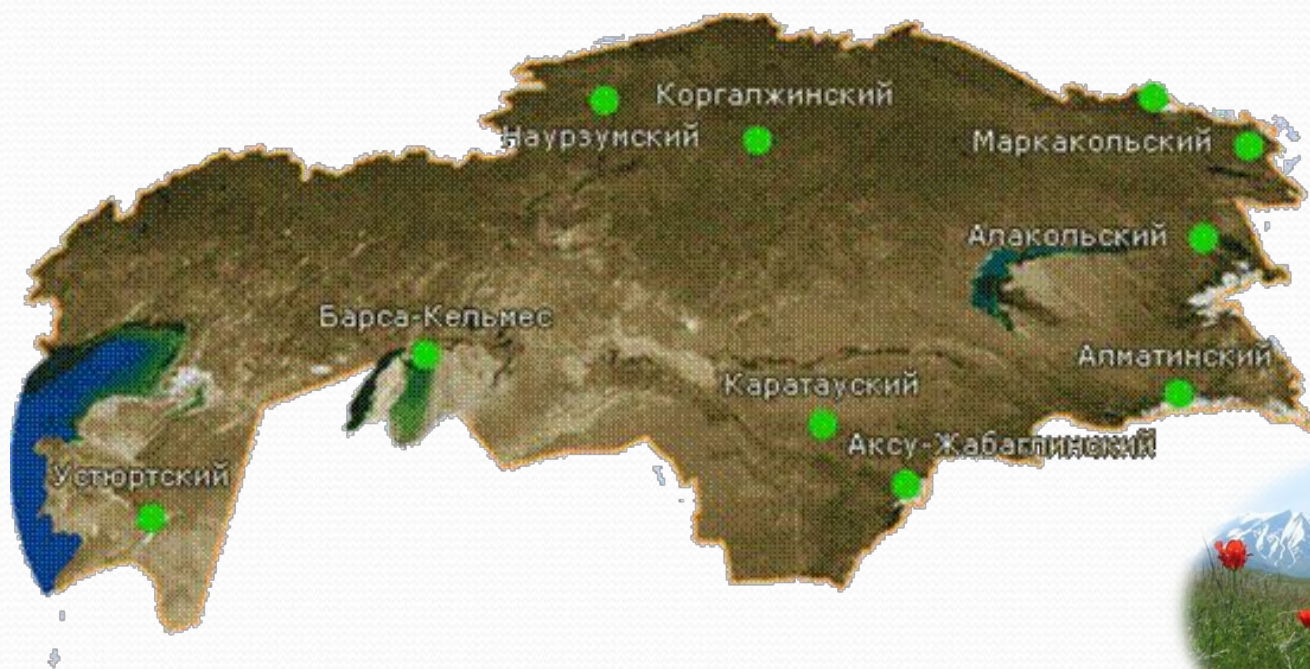 Коргалжинский
Наурзумский
Маркакольский
Алакольский
Барса-Кельмес
Алматинский
Каратауский
Аксу-Жабаглинский
Устюртский